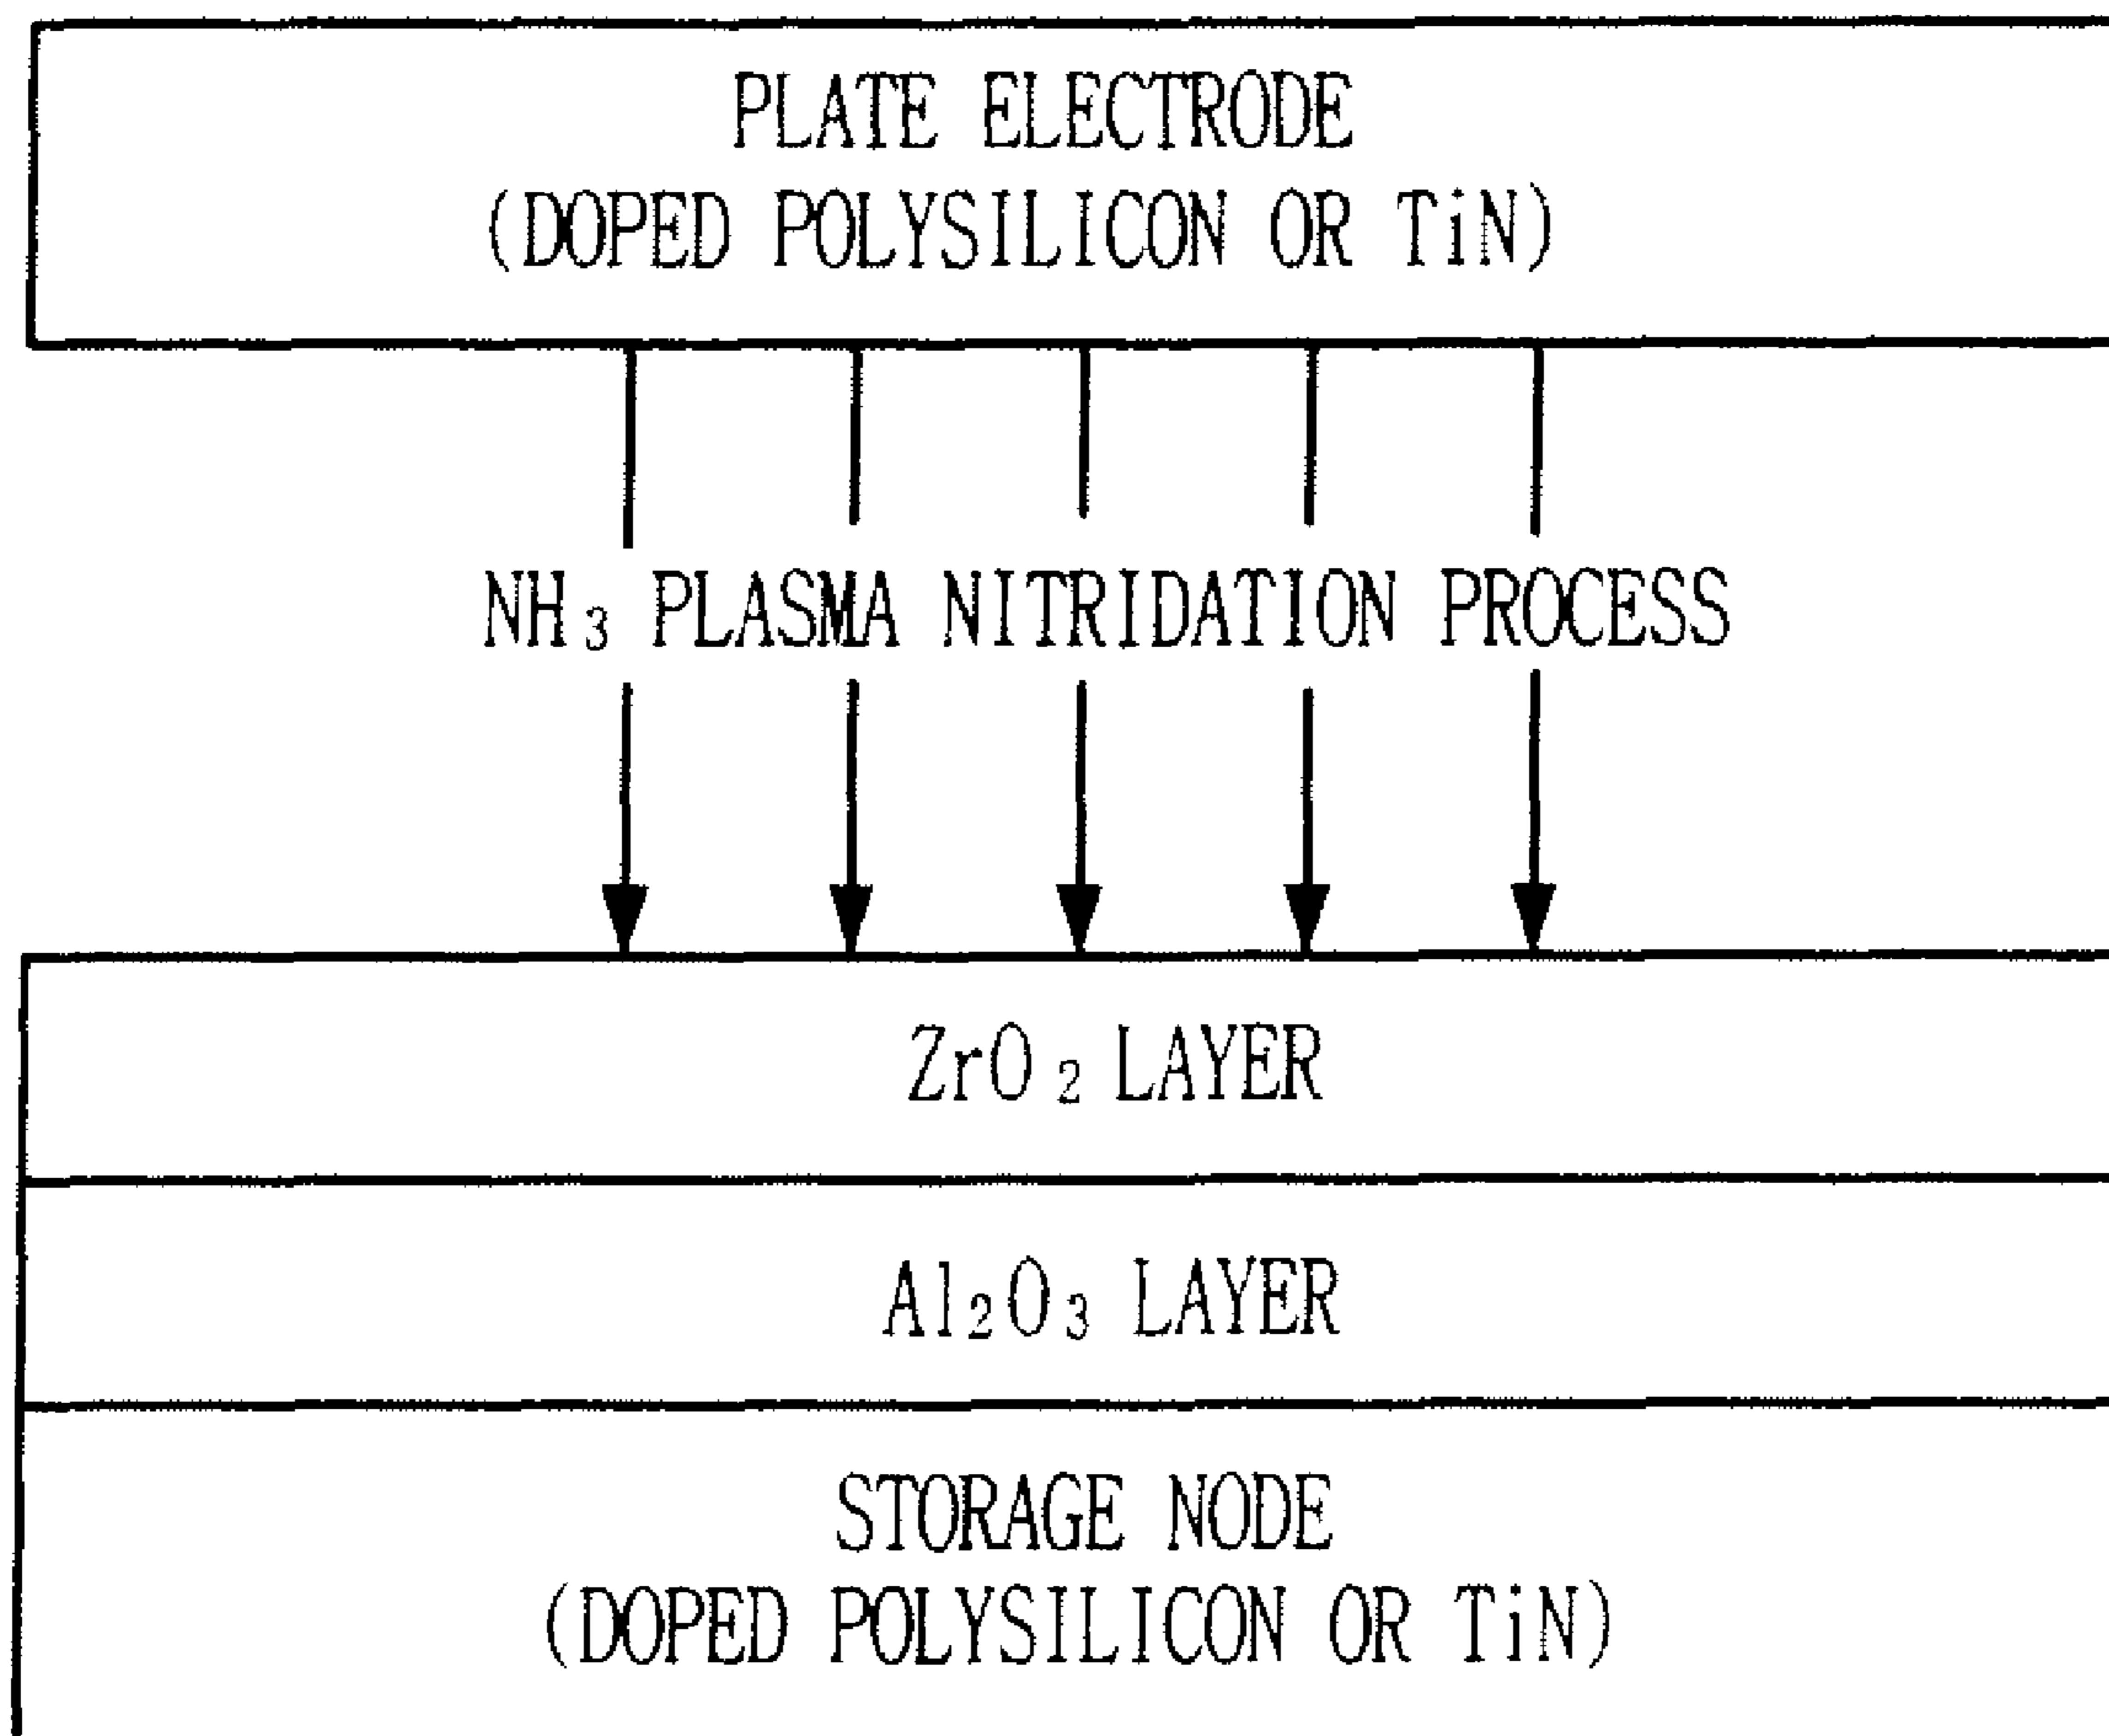 PLATE ELECTRODE
(DOPED POLYSILICON OR TiN)
NH₃ PLASMA NITRIDATION PROCESS
ZrO₂ LAYER
Al₂O₃ LAYER
STORAGE NODE
(DOPED POLYSILICON OR TiN)